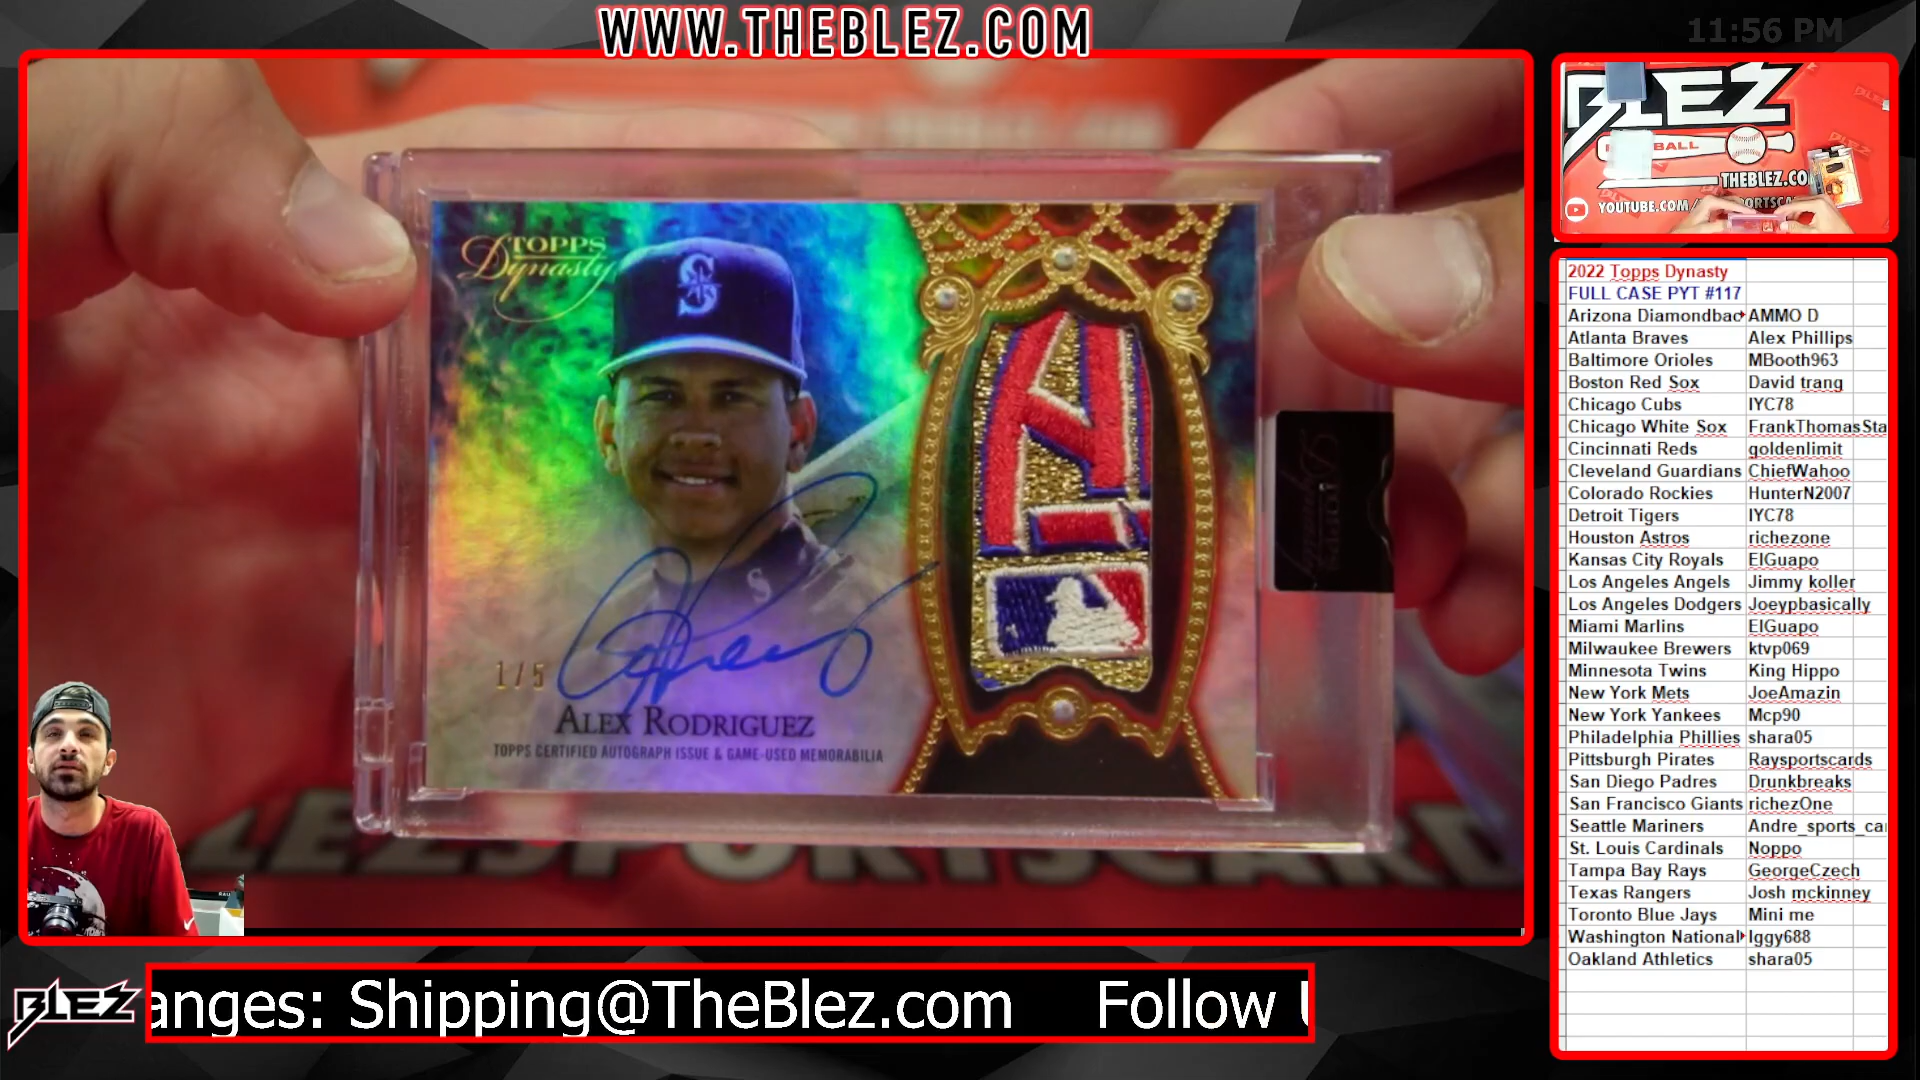 WWW.THEBLEZ.COM
11:56 PM
TOPPS
Dynasty
S
1/5
ALEX RODRIGUEZ
TOPPS CERTIFIED AUTOGRAPH ISSUE & GAME-USED MEMORABILIA
BLEZ
BALL
THEBLEZ.CO
YOUTUBE.COM/
2022 Topps Dynasty
FULL CASE PYT #117
Arizona Diamondbac AMMO D
Atlanta Braves Alex Phillips
Baltimore Orioles MBooth963
Boston Red Sox David trang
Chicago Cubs IYC78
Chicago White Sox FrankThomasSta
Cincinnati Reds goldenlimit
Cleveland Guardians ChiefWahoo
Colorado Rockies HunterN2007
Detroit Tigers IYC78
Houston Astros richezone
Kansas City Royals ElGuapo
Los Angeles Angels Jimmy koller
Los Angeles Dodgers Joeypbasically
Miami Marlins ElGuapo
Milwaukee Brewers ktvp069
Minnesota Twins King Hippo
New York Mets JoeAmazin
New York Yankees Mcp90
Philadelphia Phillies shara05
Pittsburgh Pirates Raysportscards
San Diego Padres Drunkbreaks
San Francisco Giants richezOne
Seattle Mariners Andre_sports_ca
St. Louis Cardinals Noppo
Tampa Bay Rays GeorgeCzech
Texas Rangers Josh mckinney
Toronto Blue Jays Mini me
Washington National Iggy688
Oakland Athletics shara05
LEZSPORTSCARD
BLEZ
anges: Shipping@TheBlez.com Follow